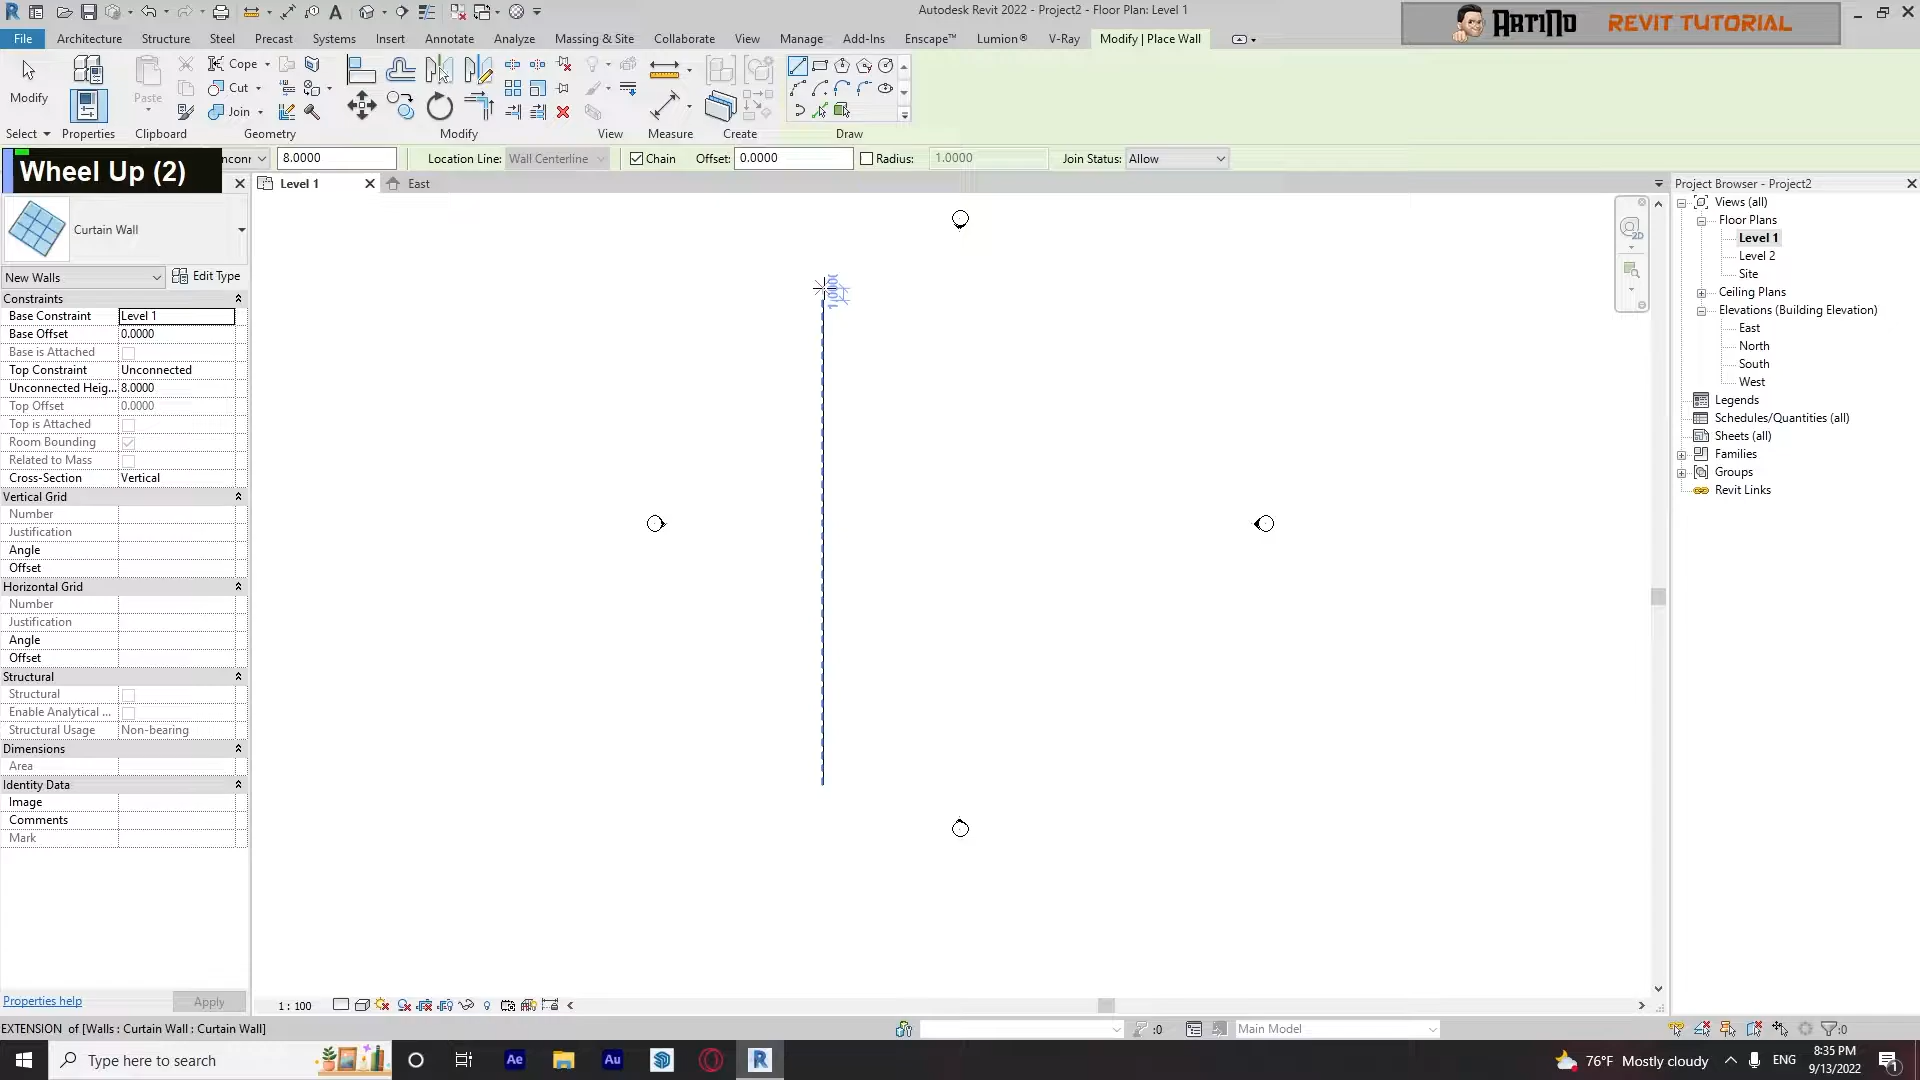 Autodesk Revit 2022 - Project2 - Floor Plan: Level 1
ARTINO REVIT TUTORIAL
File Architecture Structure Steel Precast Systems Insert Annotate Analyze Massing & Site Collaborate View Manage Add-Ins Enscape™ Lumion® V-Ray Modify | Place Wall
Modify
Paste
Cope
Cut
Join
Select Properties Clipboard Geometry Modify View Measure Create Draw
Wheel Up (2)
8.0000 Location Line: Wall Centerline Chain Offset: 0.0000 Radius: 1.0000 Join Status: Allow
Level 1 East
Curtain Wall
New Walls Edit Type
Constraints
Base Constraint Level 1
Base Offset 0.0000
Base is Attached
Top Constraint Unconnected
Unconnected Heig... 8.0000
Top Offset 0.0000
Top is Attached
Room Bounding
Related to Mass
Cross-Section Vertical
Vertical Grid
Number
Justification
Angle
Offset
Horizontal Grid
Number
Justification
Angle
Offset
Structural
Structural
Enable Analytical ...
Structural Usage Non-bearing
Dimensions
Area
Identity Data
Image
Comments
Mark
Properties help Apply
Project Browser - Project2
Views (all)
Floor Plans
Level 1
Level 2
Site
Ceiling Plans
Elevations (Building Elevation)
East
North
South
West
Legends
Schedules/Quantities (all)
Sheets (all)
Families
Groups
Revit Links
2D
1 : 100
EXTENSION of [Walls : Curtain Wall : Curtain Wall]
:0
Main Model
:0
Type here to search
Ae
Au
R
76°F Mostly cloudy
ENG
8:35 PM
9/13/2022
1